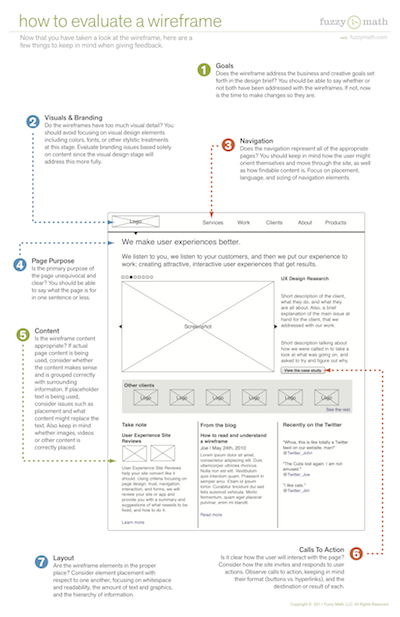 how to evaluate a wireframe
fuzzy math
Now that you have taken a look at the wireframe, here are a
few things to keep in mind when giving feedback.
visit: fuzzymath.com
1
Goals
Does the wireframe address the business and creative goals set
forth in the design brief? You should be able to say whether or
not both have been addressed with the wireframes. If not, now
is the time to make changes so they are.
2
Visuals & Branding
Do the wireframes have too much visual detail? You
should avoid focusing on visual design elements
including colors, fonts, or other stylistic treatments
at this stage. Evaluate branding issues based solely
on content since the visual design stage will
address this more fully.
3
Navigation
Does the navigation represent all of the appropriate
pages? You should keep in mind how the user might
orient themselves and move through the site, as well
as how findable content is. Focus on placement,
language, and sizing of navigation elements.
Logo
Services Work Clients About Products
We make user experiences better.
We listen to you, we listen to your customers, and then we put our experience to
work; creating attractive, interactive user experiences that get results.
4
Page Purpose
Is the primary purpose of
the page unequivocal and
clear? You should be able
to say what the page is for
in one sentence or less.
Screenshot
UX Design Research
Short description of the client,
what they do, and what they
are all about. Also, a brief
explanation of the main issue at
hand for the client, that we
addressed with our work.
Short description talking about
how we were called in to take a
look at what was going on, and
asked to try and figure out why.
View the case study
5
Content
Is the wireframe content
appropriate? If actual
page content is being
used, consider whether
the content makes sense
and is grouped correctly
with surrounding
information. If placeholder
text is being used,
consider issues such as
placement and what
content might replace the
text. Also keep in mind
whether images, videos
or other content is
correctly placed.
Other clients
Logo Logo Logo Logo Logo Logo
See the rest
Take note
User Experience Site
Reviews
User Experience Site Reviews
help your site convert like it
should. Using criteria focusing on
page design, trust, navigation,
interaction, and forms, we will
review your site or app and
provide you with a summary and
suggestions of what needs to be
fixed, and how to do it.
Learn more
From the blog
How to read and understand
a wireframe
Joe | May 24th, 2010
Lorem ipsum dolor sit amet,
consectetur adipiscing elit. Duis
ullamcorper ultricies rhoncus.
Nulla non est elit. Vestibulum
quis interdum quam. Praesent in
semper arcu. Etiam id ipsum
tortor. Curabitur tincidunt dui sed
felis euismod vehicula. Morbi
fermentum, quam eget placerat
pulvinar, enim mi blandit
Read more
Recently on the Twitter
"Whoa, this is like totally a Twitter
feed on our website, man!"
@Twitter_John
"The Cubs lost again. I am not
amused."
@Twitter_Joe
"I like cats."
@Twitter_Jim
6
Calls To Action
Is it clear how the user will interact with the page?
Consider how the site invites and responds to user
actions. Observe calls to action, keeping in mind
their format (buttons vs. hyperlinks), and the
destination or result of each.
7
Layout
Are the wireframe elements in the proper
place? Consider element placement with
respect to one another, focusing on whitespace
and readability, the amount of text and graphics,
and the hierarchy of information.
Copyright © 2011 Fuzzy Math, LLC. All rights reserved.